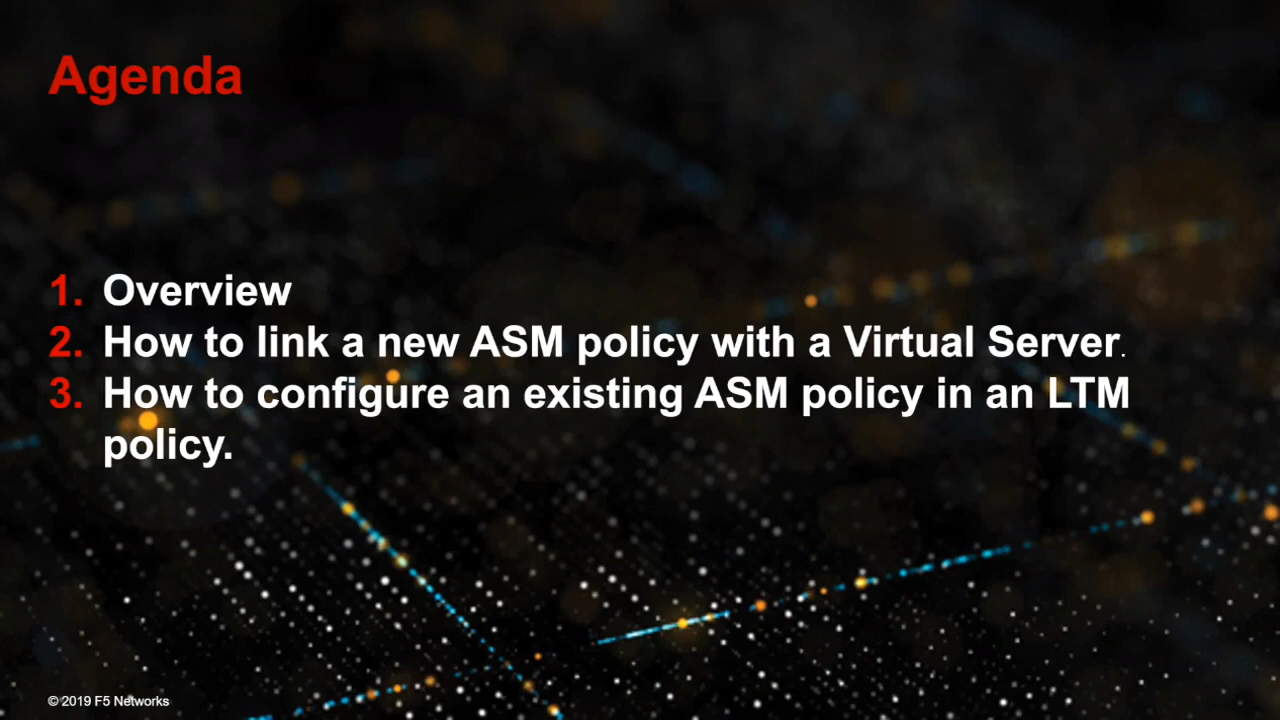 Agenda
1. Overview
2. How to link a new ASM policy with a Virtual Server.
3. How to configure an existing ASM policy in an LTM
policy.
© 2019 F5 Networks